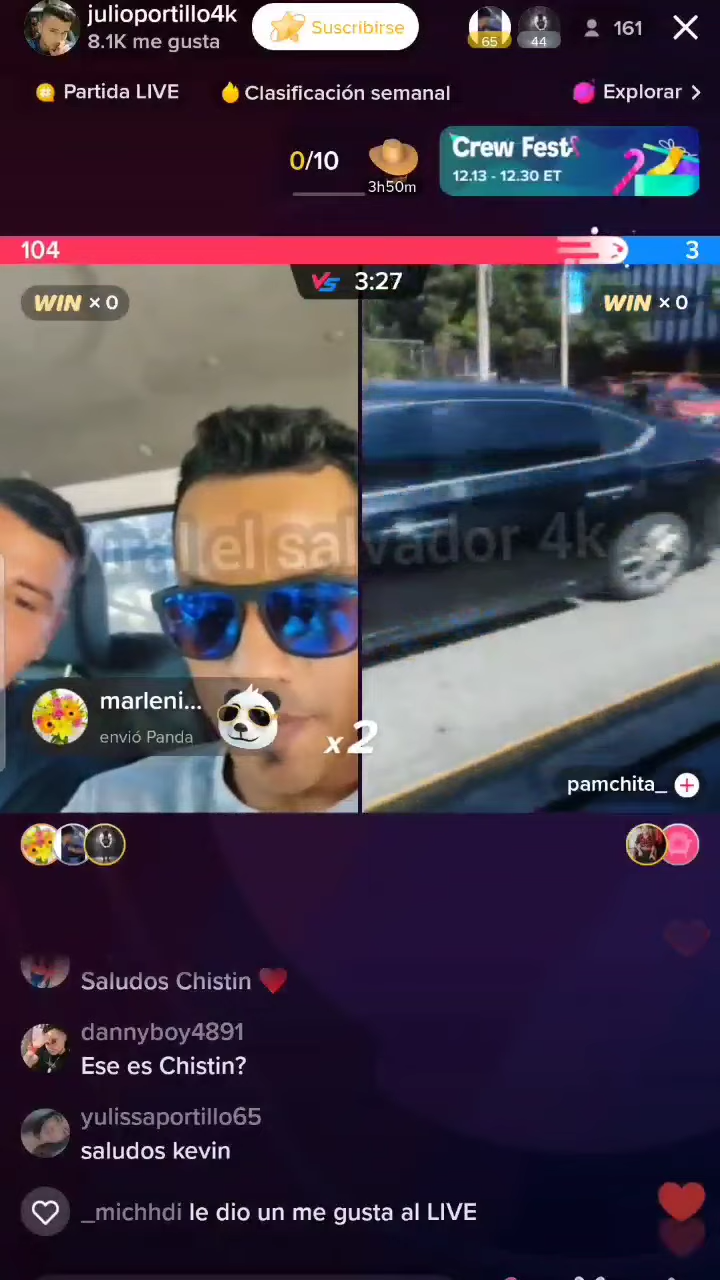 julioportillo4k
8.1K me gusta
Suscribirse
65
44
161
Partida LIVE
Clasificación semanal
Explorar
0/10
3h50m
Crew Fest
12.13 - 12.30 ET
104
3
VS 3:27
WIN × 0
WIN × 0
viral el salvador 4k
marleni...
envió Panda
x2
pamchita_
Saludos Chistin
dannyboy4891
Ese es Chistin?
yulissaportillo65
saludos kevin
_michhdi le dio un me gusta al LIVE